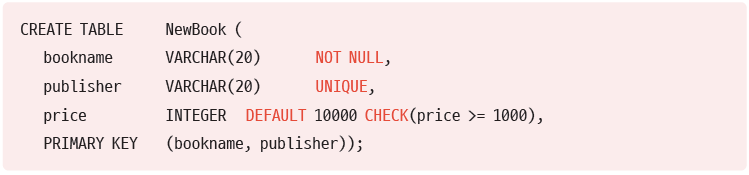 CREATE TABLE NewBook (
bookname VARCHAR(20) NOT NULL,
publisher VARCHAR(20) UNIQUE,
price INTEGER DEFAULT 10000 CHECK(price >= 1000),
PRIMARY KEY (bookname, publisher));